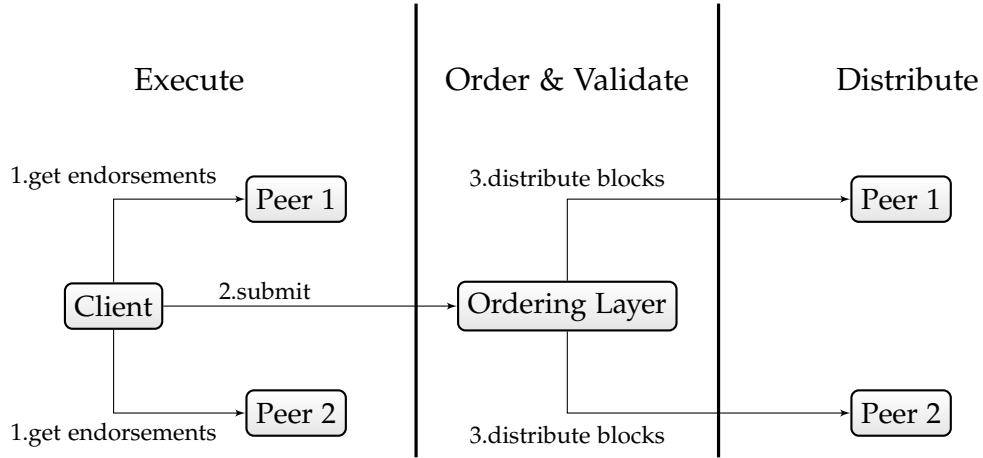 Execute
Order & Validate
Distribute
1.get endorsements
3.distribute blocks
Peer 1
Peer 1
2.submit
Client
Ordering Layer
Peer 2
Peer 2
1.get endorsements
3.distribute blocks